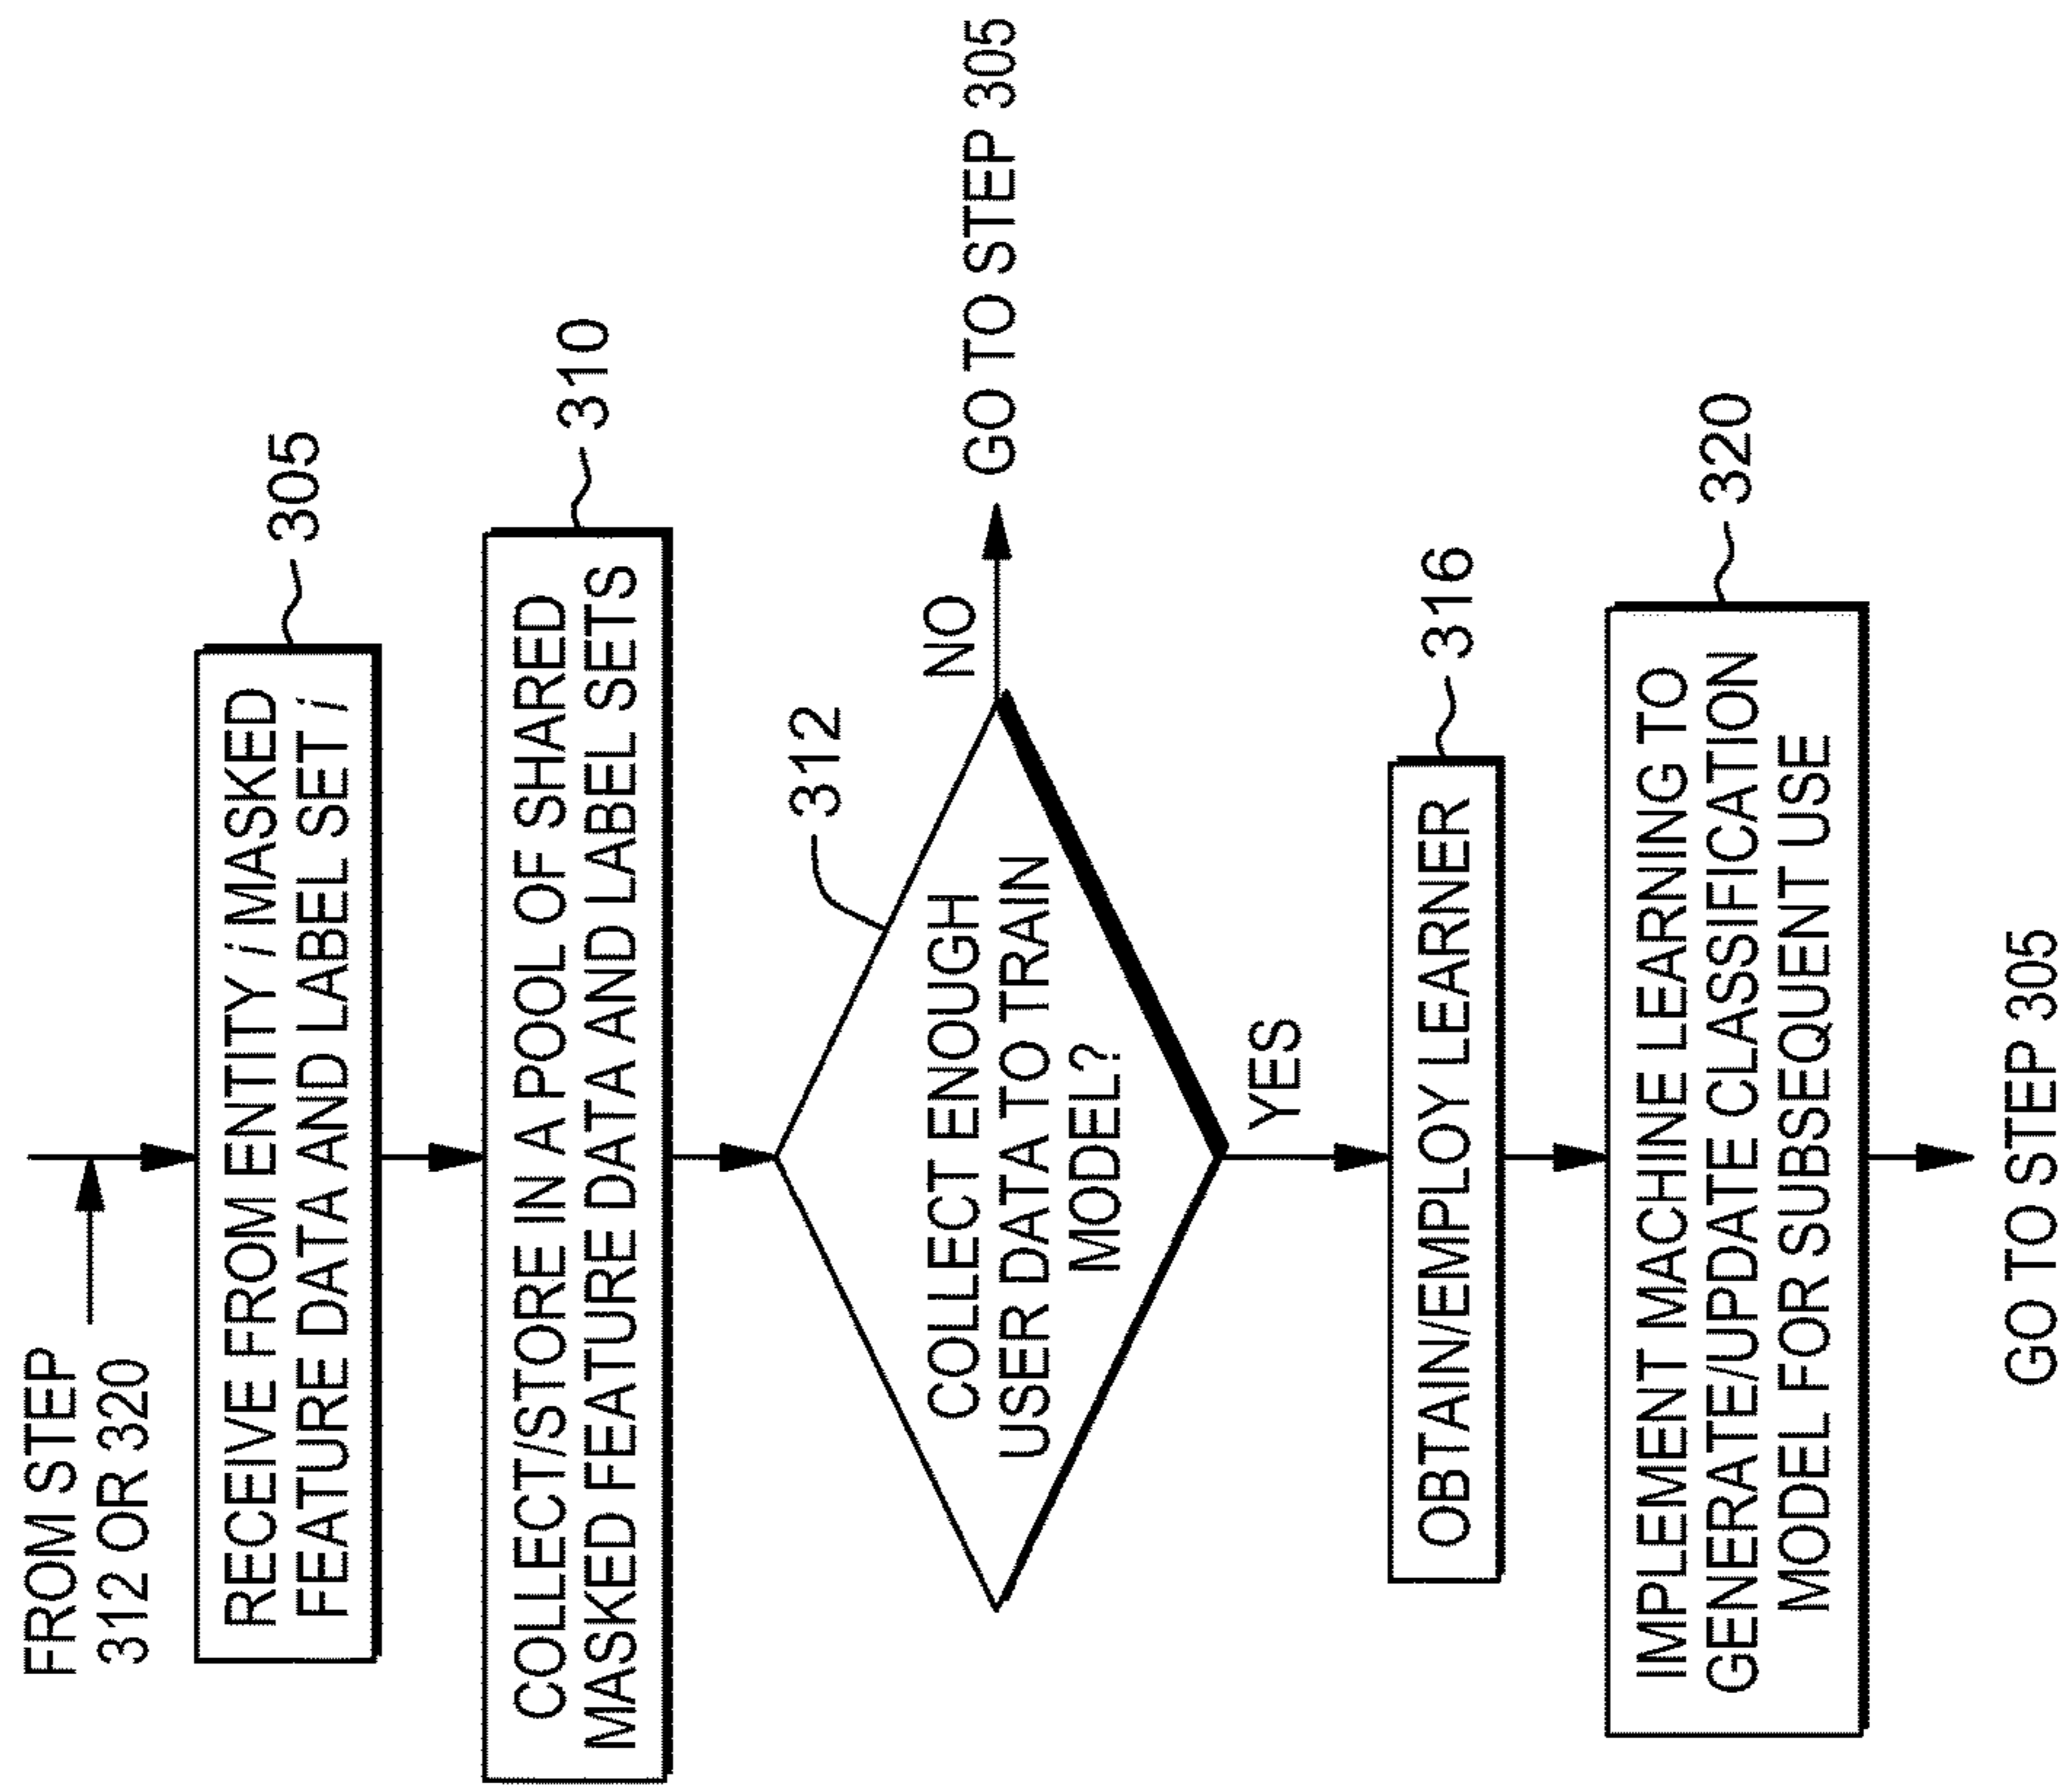 FROM STEP
312 OR 320
RECEIVE FROM ENTITY i MASKED
FEATURE DATA AND LABEL SET i
305
COLLECT/STORE IN A POOL OF SHARED
MASKED FEATURE DATA AND LABEL SETS
310
312
COLLECT ENOUGH
USER DATA TO TRAIN
MODEL?
NO
GO TO STEP 305
YES
OBTAIN/EMPLOY LEARNER
316
IMPLEMENT MACHINE LEARNING TO
GENERATE/UPDATE CLASSIFICATION
MODEL FOR SUBSEQUENT USE
320
GO TO STEP 305